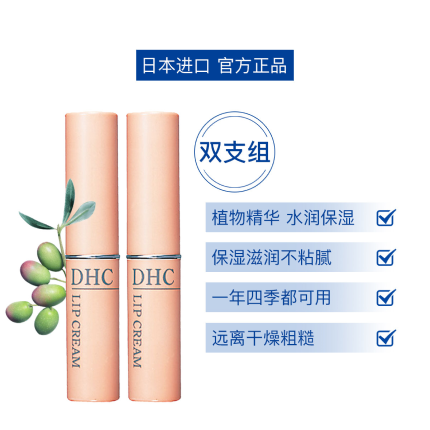 日本进口 官方正品
双支组
植物精华 水润保湿
保湿滋润不粘腻
一年四季都可用
远离干燥粗糙
DHC
LIP CREAM
DHC
LIP CREAM